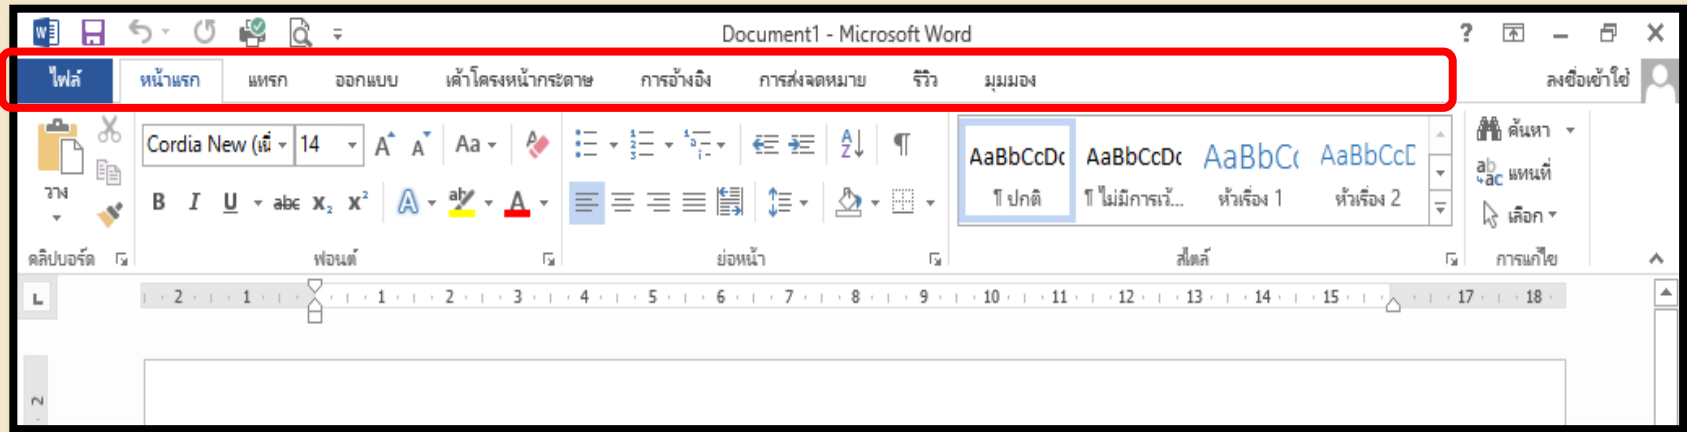 Document1 - Microsoft Word
ไฟล์ หน้าแรก แทรก ออกแบบ เค้าโครงหน้ากระดาษ การอ้างอิง การส่งจดหมาย รีวิว มุมมอง ลงชื่อเข้าใช้
Cordia New (เนื้ 14 Aa ค้นหา
AaBbCcDc AaBbCcDc AaBbCc AaBbCcD แทนที่
วาง B I U abc X₂ X² A ab A ¶ ปกติ ¶ ไม่มีการเว้... หัวเรื่อง 1 หัวเรื่อง 2 เลือก
คลิปบอร์ด ฟอนต์ ย่อหน้า สไตล์ การแก้ไข
2 1 1 2 3 4 5 6 7 8 9 10 11 12 13 14 15 17 18
2